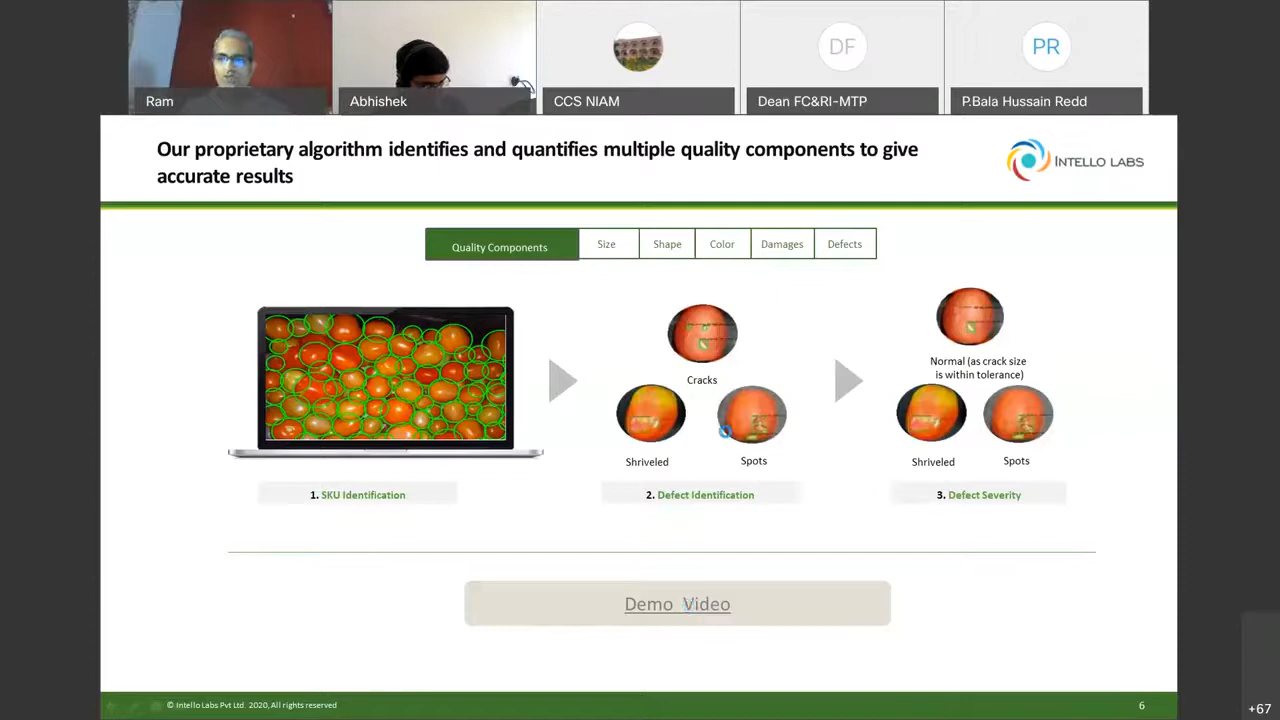 DF
PR
Ram
Abhishek
CCS NIAM
Dean FC&RI-MTP
P.Bala Hussain Redd
Our proprietary algorithm identifies and quantifies multiple quality components to give
accurate results
INTELLO LABS
Quality Components
Size
Shape
Color
Damages
Defects
Cracks
Normal (as crack size
is within tolerance)
Shriveled
Spots
Shriveled
Spots
1. SKU Identification
2. Defect Identification
3. Defect Severity
Demo Video
© Intello Labs Pvt Ltd. 2020, All rights reserved
6
+67